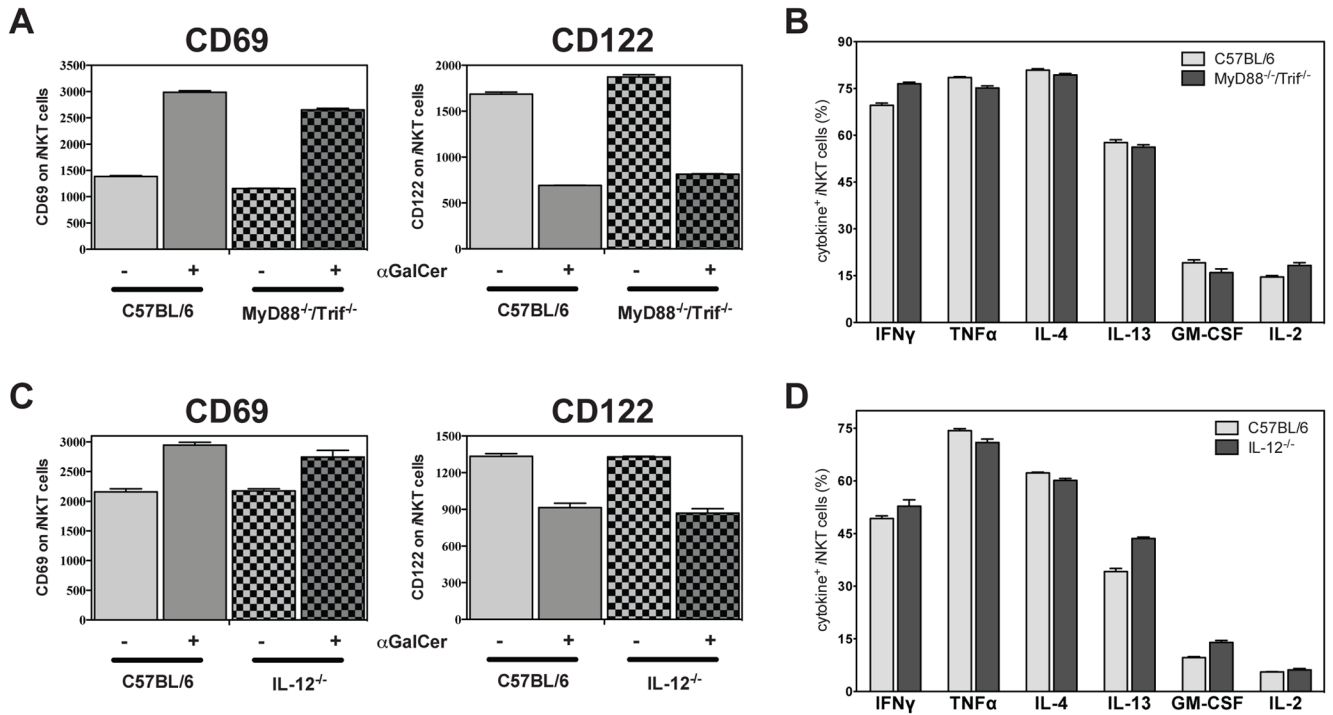 A
CD69
CD69 on iNKT cells
3500
3000
2500
2000
1500
1000
500
0
- + - +
C57BL/6 MyD88-/-/Trif-/-
CD122
CD122 on iNKT cells
2000
1500
1000
500
0
αGalCer - + - +
C57BL/6 MyD88-/-/Trif-/-
B
cytokine+ iNKT cells (%)
90
75
60
45
30
15
0
C57BL/6
MyD88-/-/Trif-/-
IFNγ TNFα IL-4 IL-13 GM-CSF IL-2
C
CD69
CD69 on iNKT cells
3000
2500
2000
1500
1000
500
0
- + - +
C57BL/6 IL-12-/-
CD122
CD122 on iNKT cells
1500
1200
900
600
300
0
αGalCer - + - +
C57BL/6 IL-12-/-
D
cytokine+ iNKT cells (%)
75
60
45
30
15
0
C57BL/6
IL-12-/-
IFNγ TNFα IL-4 IL-13 GM-CSF IL-2